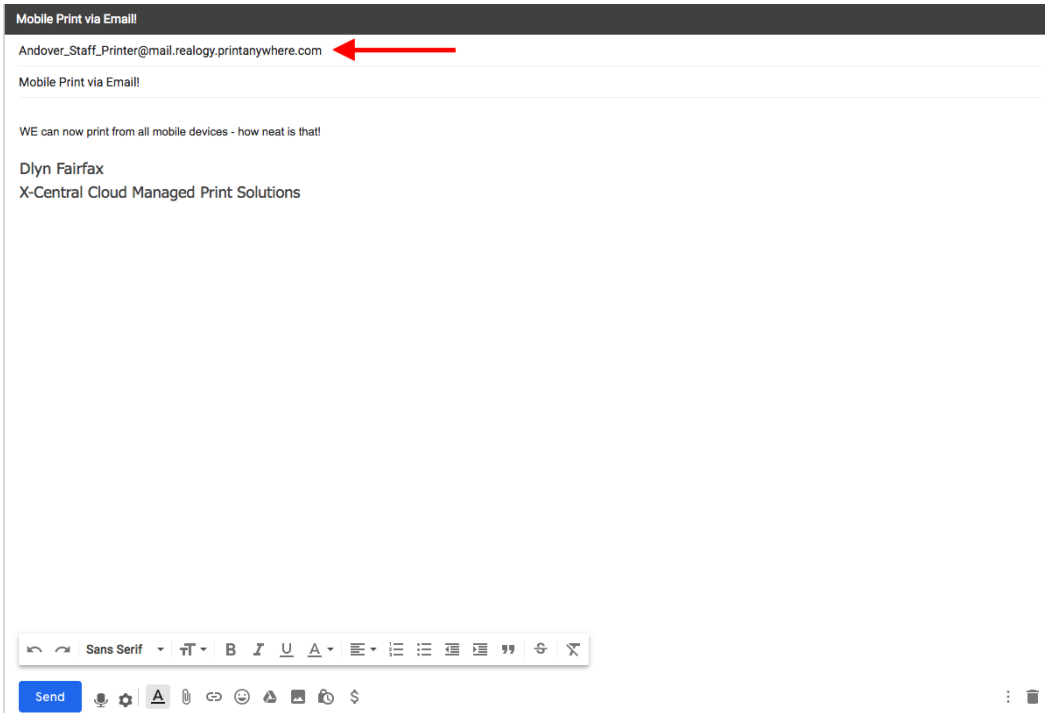 Mobile Print via Email!
Andover_Staff_Printer@mail.realogy.printanywhere.com
Mobile Print via Email!
WE can now print from all mobile devices - how neat is that!
Dlyn Fairfax
X-Central Cloud Managed Print Solutions
Sans Serif
Send